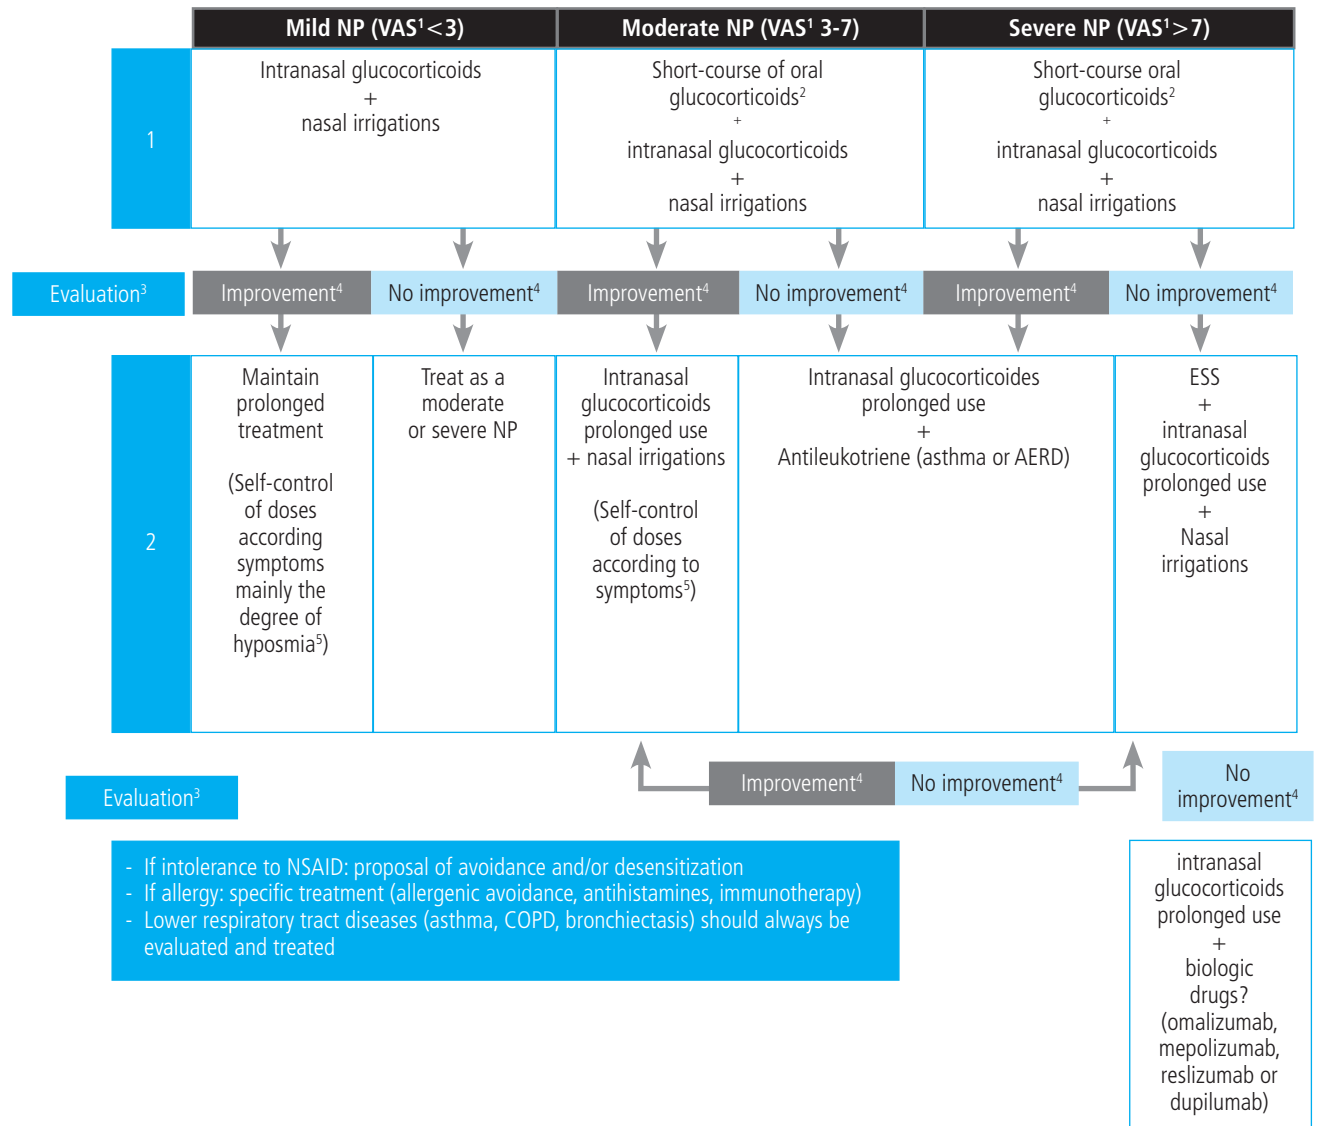 Mild NP (VAS¹<3)
Moderate NP (VAS¹ 3-7)
Severe NP (VAS¹>7)
1
Intranasal glucocorticoids
+
nasal irrigations
Short-course of oral
glucocorticoids²
+
intranasal glucocorticoids
+
nasal irrigations
Short-course oral
glucocorticoids²
+
intranasal glucocorticoids
+
nasal irrigations
Evaluation³
Improvement⁴
No improvement⁴
Improvement⁴
No improvement⁴
Improvement⁴
No improvement⁴
2
Maintain
prolonged
treatment
(Self-control
of doses
according
symptoms
mainly the
degree of
hyposmia⁵)
Treat as a
moderate
or severe NP
Intranasal
glucocorticoids
prolonged use
+ nasal irrigations
(Self-control
of doses
according to
symptoms⁵)
Intranasal glucocorticoides
prolonged use
+
Antileukotriene (asthma or AERD)
ESS
+
intranasal
glucocorticoids
prolonged use
+
Nasal
irrigations
Evaluation³
Improvement⁴
No improvement⁴
No
improvement⁴
- If intolerance to NSAID: proposal of avoidance and/or desensitization
- If allergy: specific treatment (allergenic avoidance, antihistamines, immunotherapy)
- Lower respiratory tract diseases (asthma, COPD, bronchiectasis) should always be
evaluated and treated
intranasal
glucocorticoids
prolonged use
+
biologic
drugs?
(omalizumab,
mepolizumab,
reslizumab or
dupilumab)